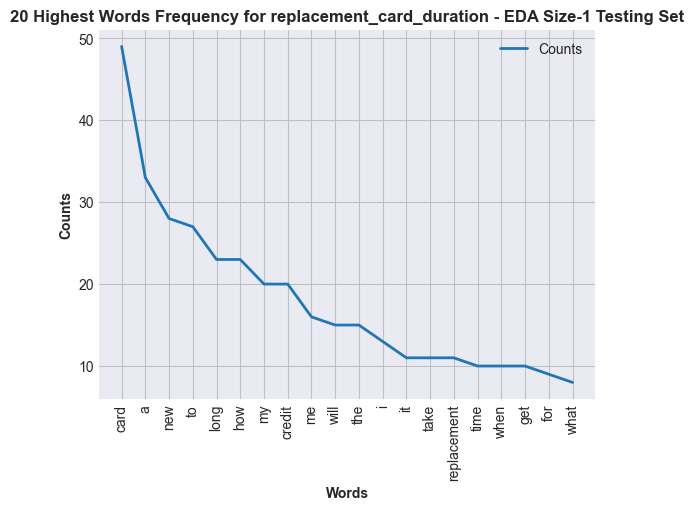 20 Highest Words Frequency for replacement_card_duration - EDA Size-1 Testing Set
Counts
50
40
30
20
10
Counts
card
a
new
to
long
how
my
credit
me
will
the
i
it
take
replacement
time
when
get
for
what
Words